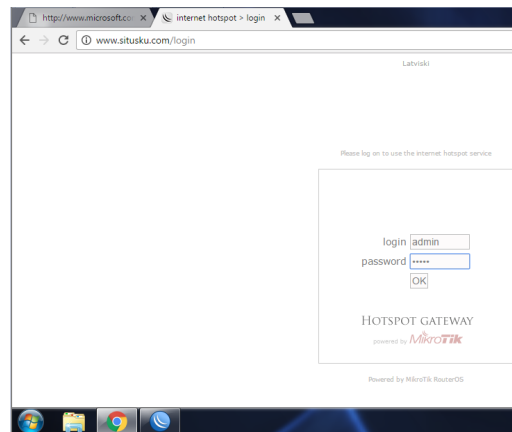 http://www.microsoft.co
internet hotspot > login
www.situsku.com/login
Latviski
Please log on to use the internet hotspot service
login admin
password •••••
OK
HOTSPOT GATEWAY
powered by MikroTik
Powered by MikroTik RouterOS